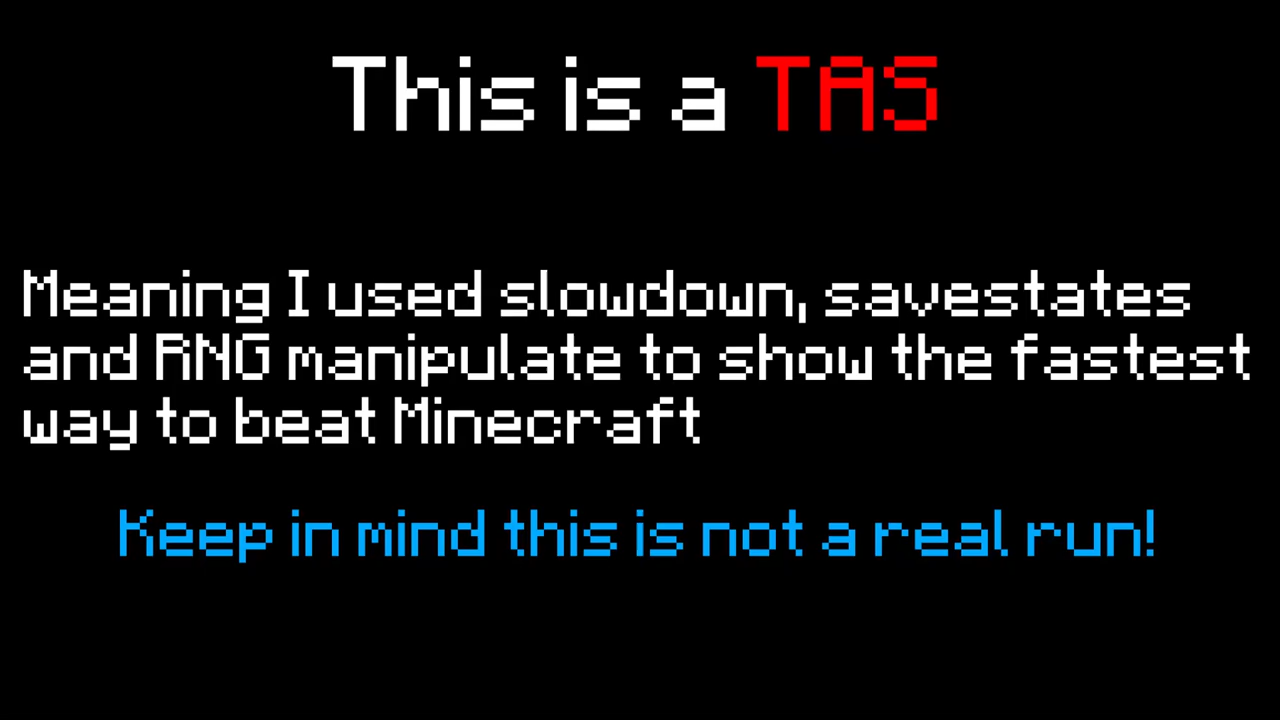 This is a TAS
Meaning I used slowdown, savestates
and RNG manipulate to show the fastest
way to beat Minecraft
Keep in mind this is not a real run!